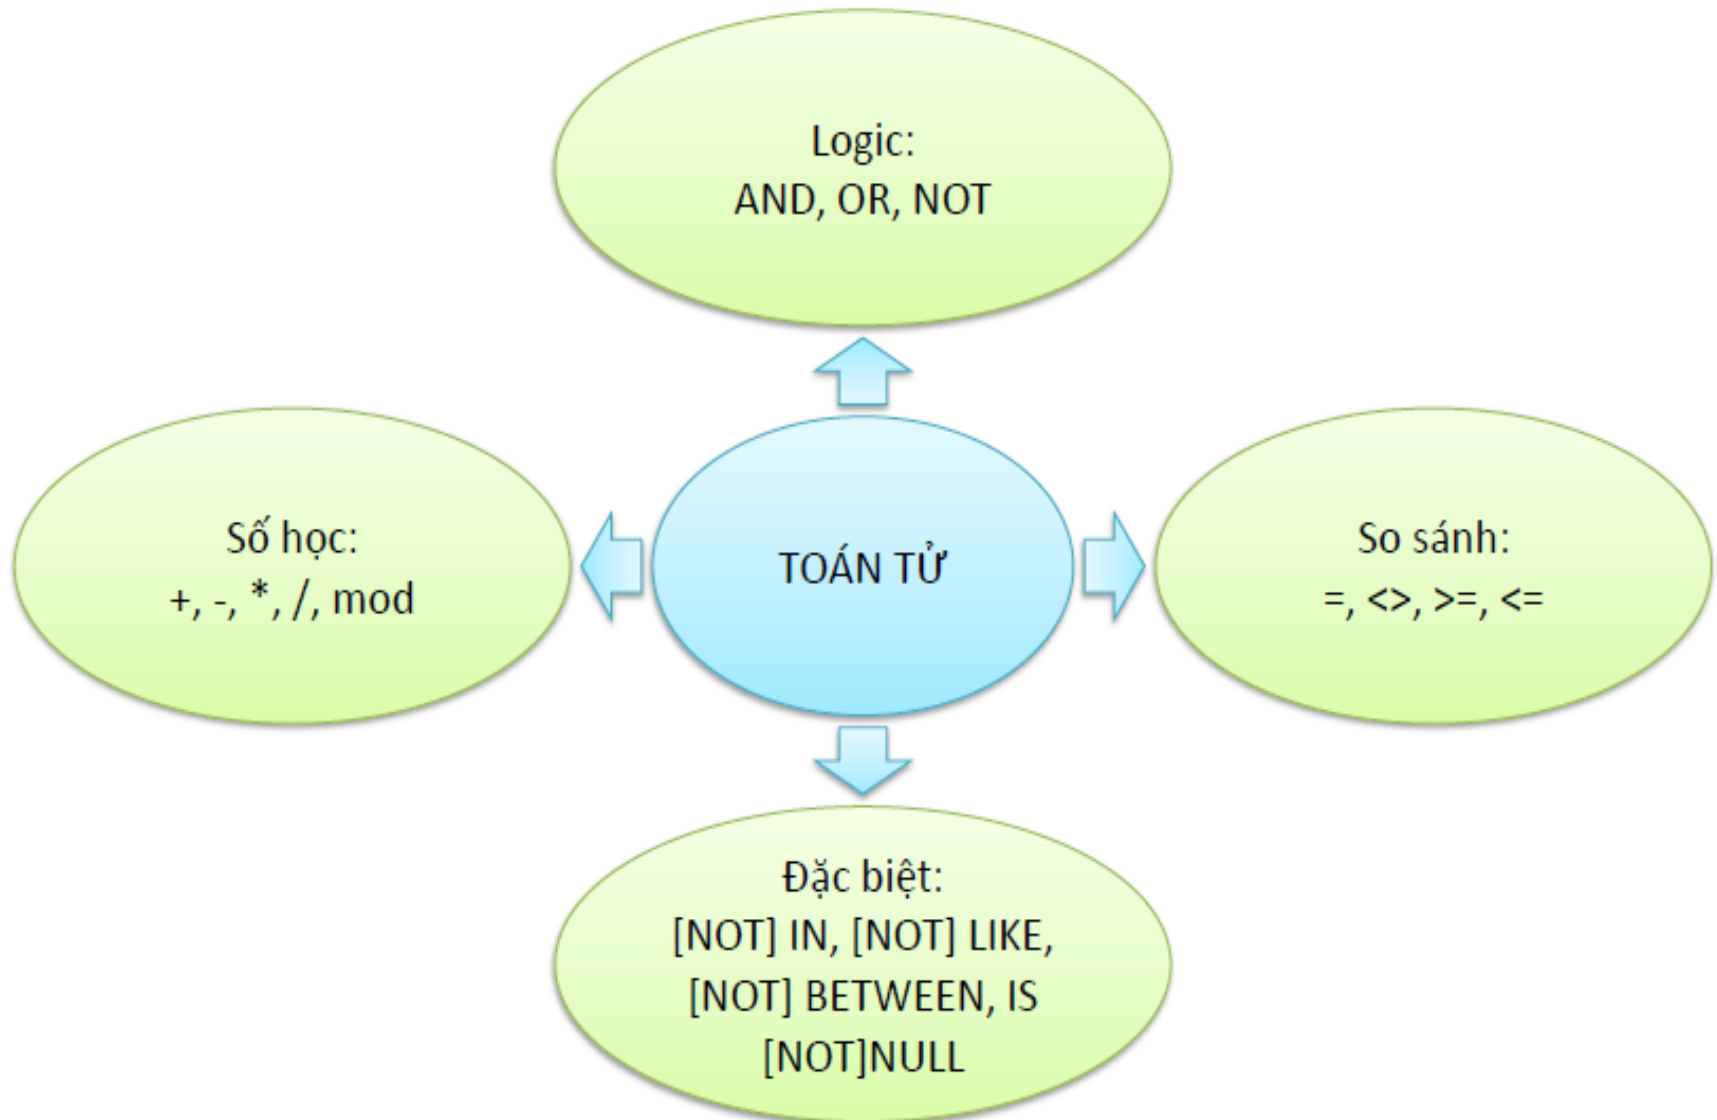 Logic:
AND, OR, NOT
Số học:
+, -, *, /, mod
TOÁN TỬ
So sánh:
=, <>, >=, <=
Đặc biệt:
[NOT] IN, [NOT] LIKE,
[NOT] BETWEEN, IS
[NOT]NULL